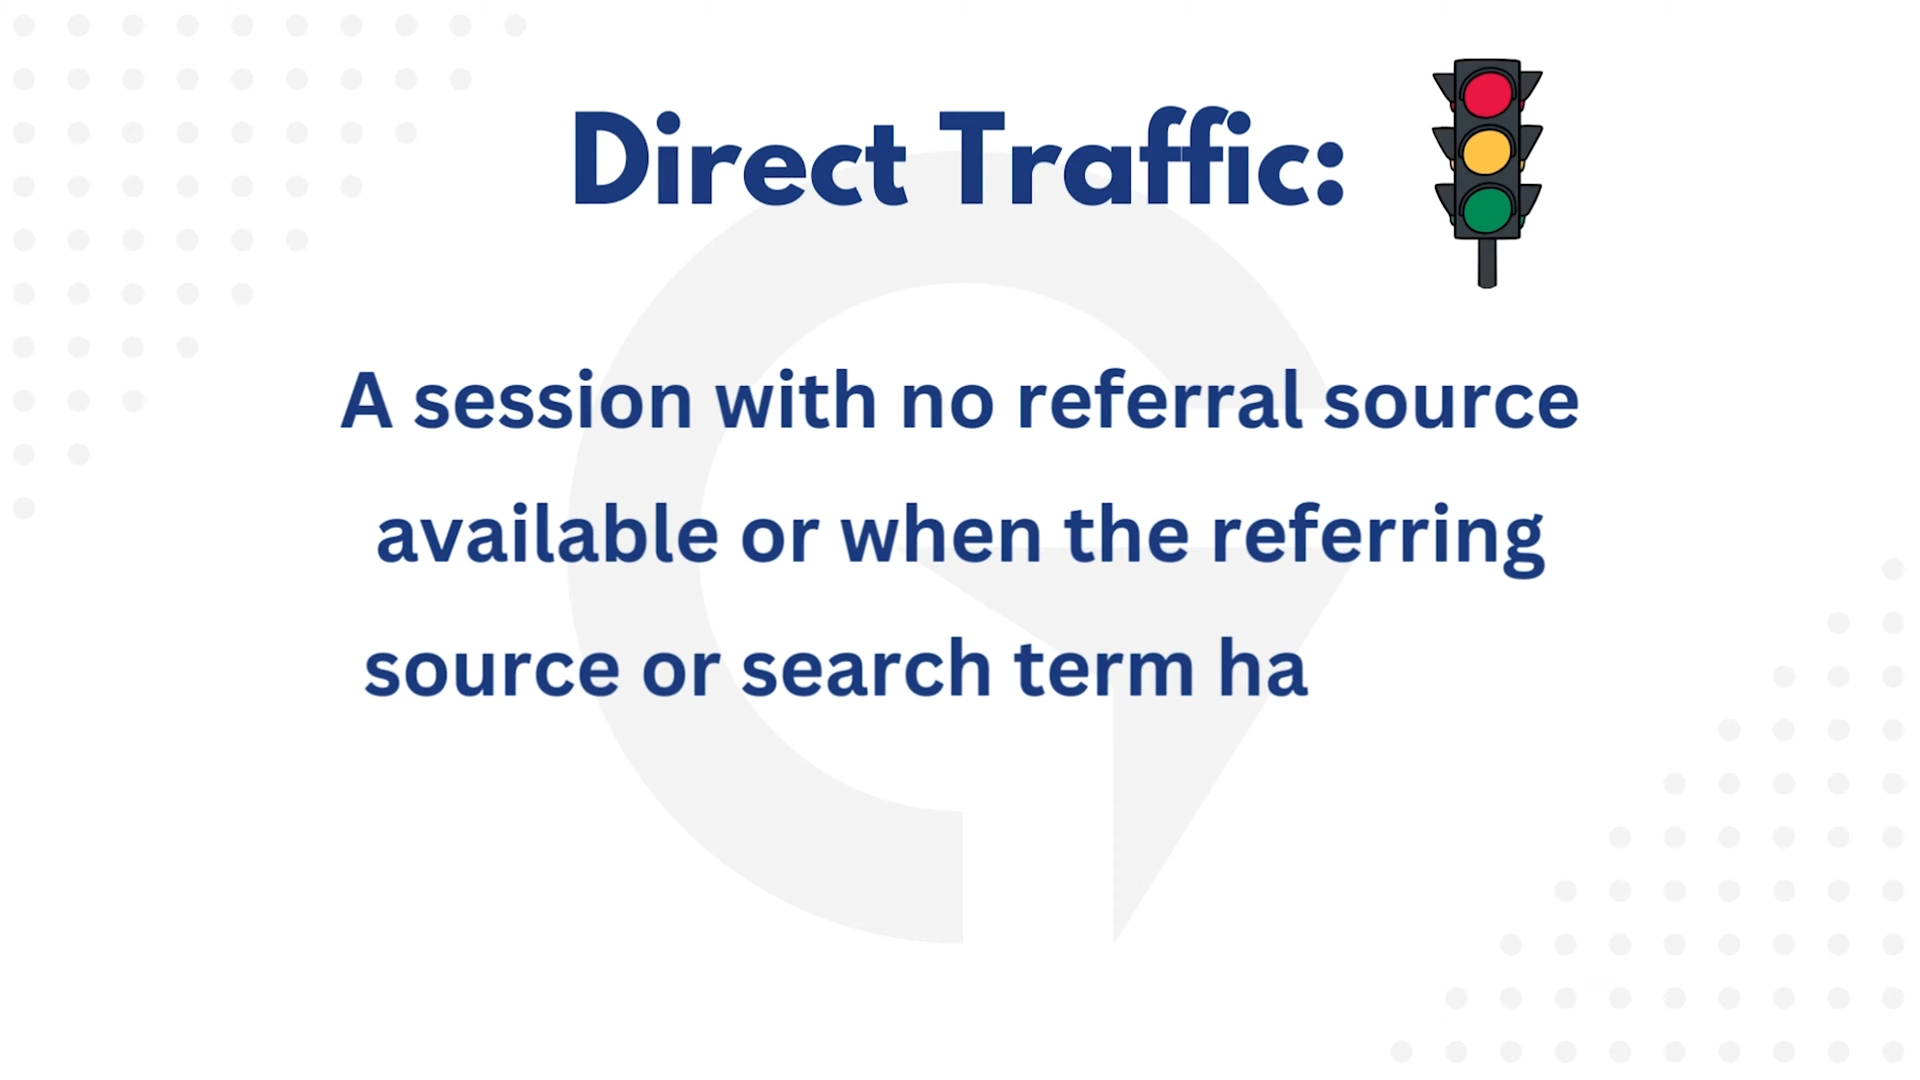 Direct Traffic:
A session with no referral source
available or when the referring
source or search term ha